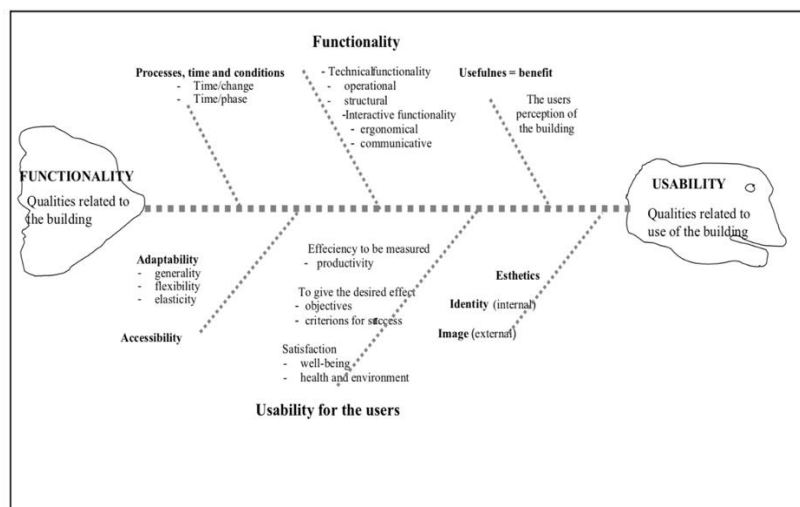 Functionality
Processes, time and conditions
- Time/change
- Time/phase
- Technicalfunctionality
- operational
- structural
-Interactive functionality
- ergonomical
- communicative
Usefulnes = benefit
The users
perception of
the building
FUNCTIONALITY
Qualities related to
the building
USABILITY
Qualities related to
use of the building
Adaptability
- generality
- flexibility
- elasticity
Accessibility
Effeciency to be measured
- productivity
To give the desired effect
- objectives
- criterions for success
Satisfaction
- well-being
- health and environment
Usability for the users
Esthetics
Identity (internal)
Image (external)